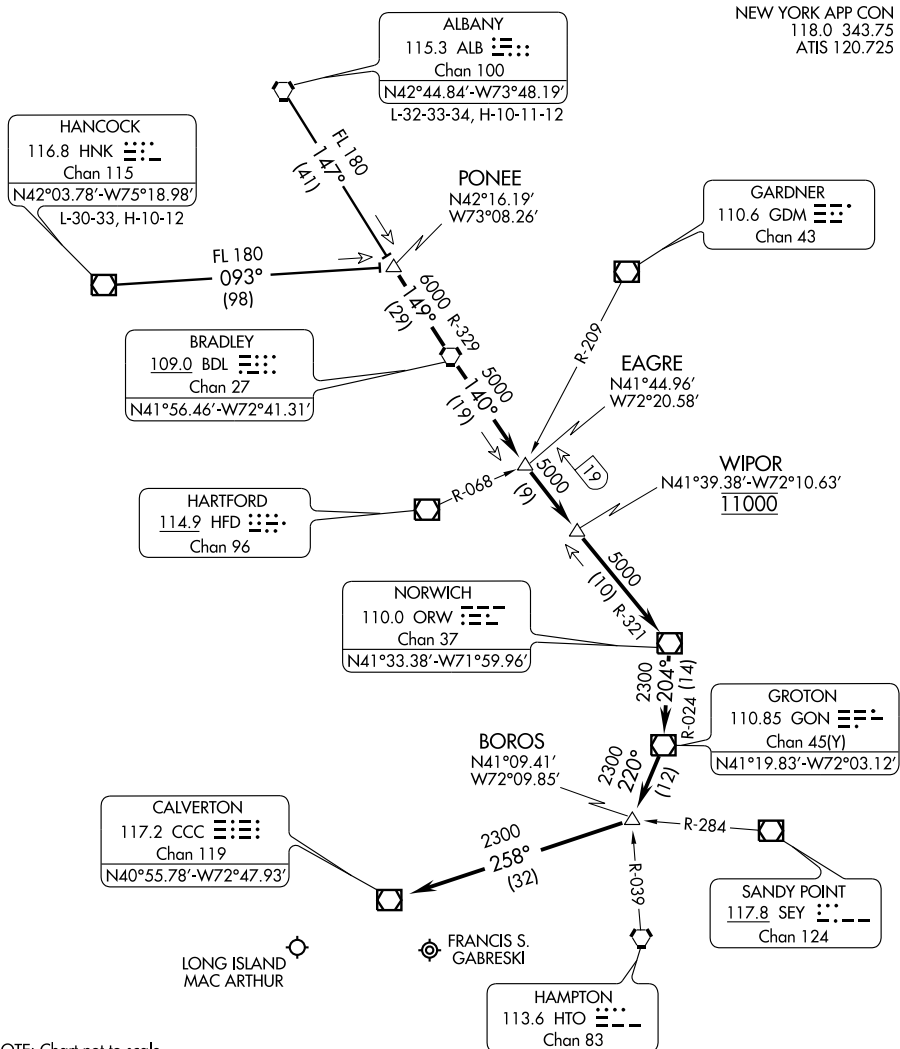 NEW YORK APP CON
118.0 343.75
ATIS 120.725
ALBANY
115.3 ALB
Chan 100
N42°44.84′-W73°48.19′
L-32-33-34, H-10-11-12
HANCOCK
116.8 HNK
Chan 115
N42°03.78′-W75°18.98′
L-30-33, H-10-12
FL 180
147°
(41)
PONEE
N42°16.19′
W73°08.26′
GARDNER
110.6 GDM
Chan 43
FL 180
093°
(98)
6000
149°
(29)
R-329
R-209
BRADLEY
109.0 BDL
Chan 27
N41°56.46′-W72°41.31′
5000
140°
(19)
EAGRE
N41°44.96′
W72°20.58′
19
HARTFORD
114.9 HFD
Chan 96
R-068
5000
(9)
WIPOR
N41°39.38′-W72°10.63′
11000
5000
(10)
R-321
NORWICH
110.0 ORW
Chan 37
N41°33.38′-W71°59.96′
2300
204°
(14)
R-024
GROTON
110.85 GON
Chan 45(Y)
N41°19.83′-W72°03.12′
BOROS
N41°09.41′
W72°09.85′
2300
220°
(12)
CALVERTON
117.2 CCC
Chan 119
N40°55.78′-W72°47.93′
2300
258°
(32)
R-284
R-039
SANDY POINT
117.8 SEY
Chan 124
LONG ISLAND
MAC ARTHUR
FRANCIS S.
GABRESKI
HAMPTON
113.6 HTO
Chan 83
OTE: Chart not to scale